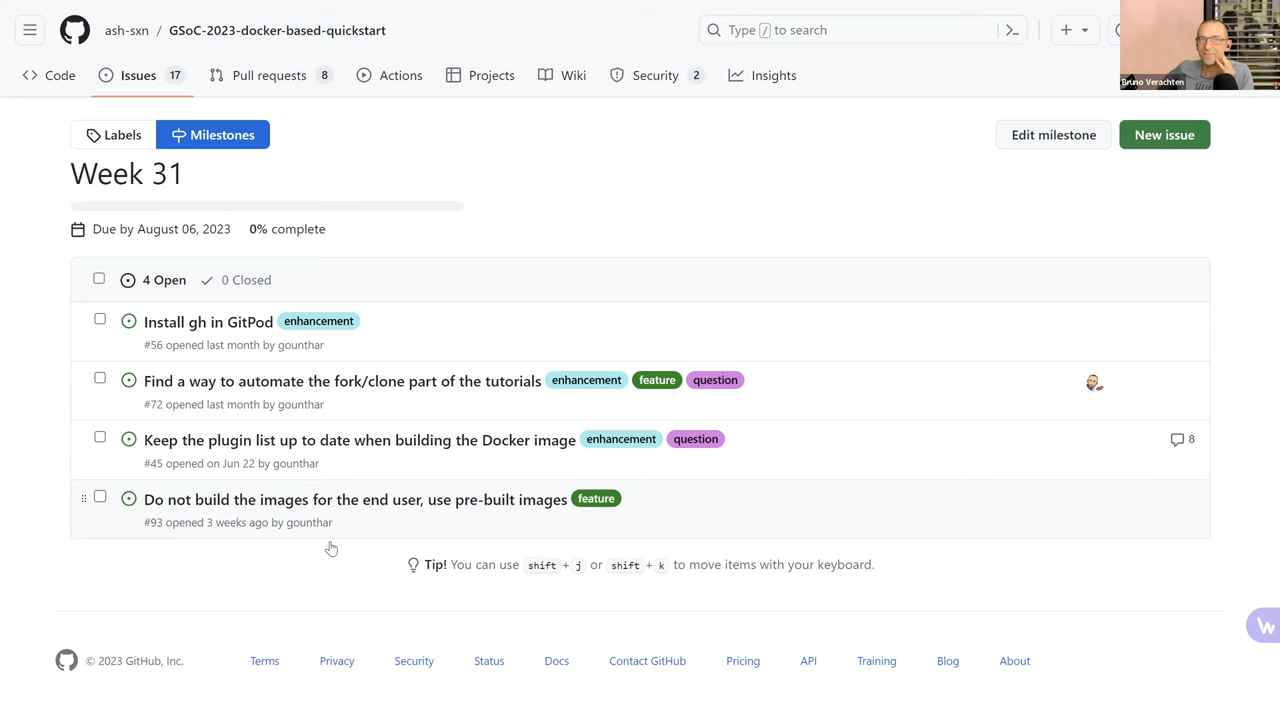 ash-sxn / GSoC-2023-docker-based-quickstart
Type / to search
Bruno Verachten
Code
Issues 17
Pull requests 8
Actions
Projects
Wiki
Security 2
Insights
Labels
Milestones
Edit milestone
New issue
Week 31
Due by August 06, 2023 0% complete
4 Open 0 Closed
Install gh in GitPod enhancement
#56 opened last month by gounthar
Find a way to automate the fork/clone part of the tutorials enhancement feature question
#72 opened last month by gounthar
Keep the plugin list up to date when building the Docker image enhancement question
8
#45 opened on Jun 22 by gounthar
Do not build the images for the end user, use pre-built images feature
#93 opened 3 weeks ago by gounthar
Tip! You can use shift + j or shift + k to move items with your keyboard.
© 2023 GitHub, Inc.
Terms
Privacy
Security
Status
Docs
Contact GitHub
Pricing
API
Training
Blog
About